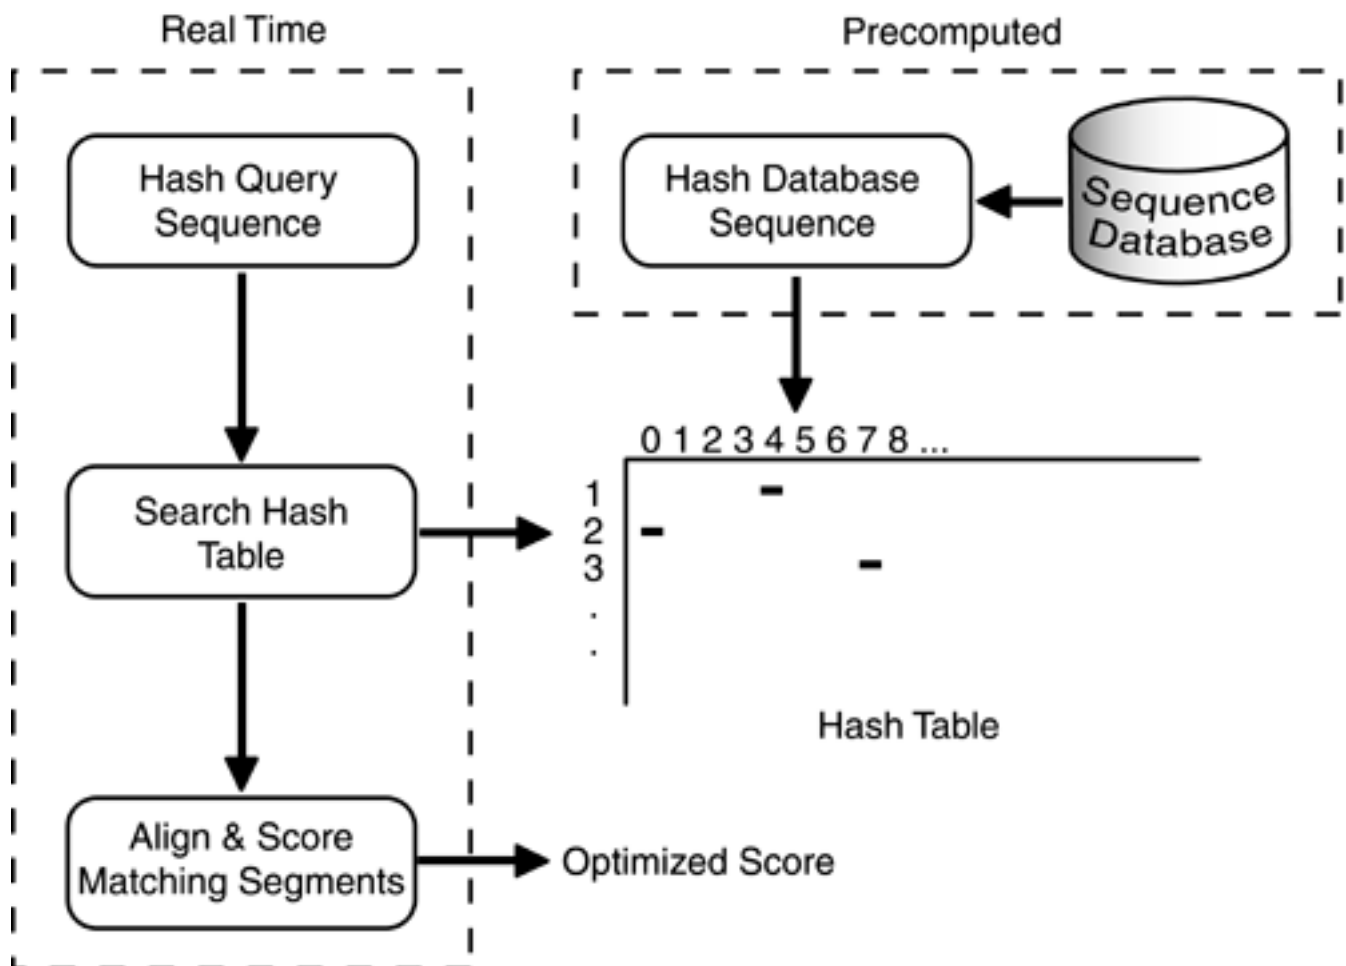 Real Time
Precomputed
Hash Query
Sequence
Hash Database
Sequence
Sequence
Database
0 1 2 3 4 5 6 7 8 ...
1
2
3
.
.
Search Hash
Table
Hash Table
Align & Score
Matching Segments
Optimized Score